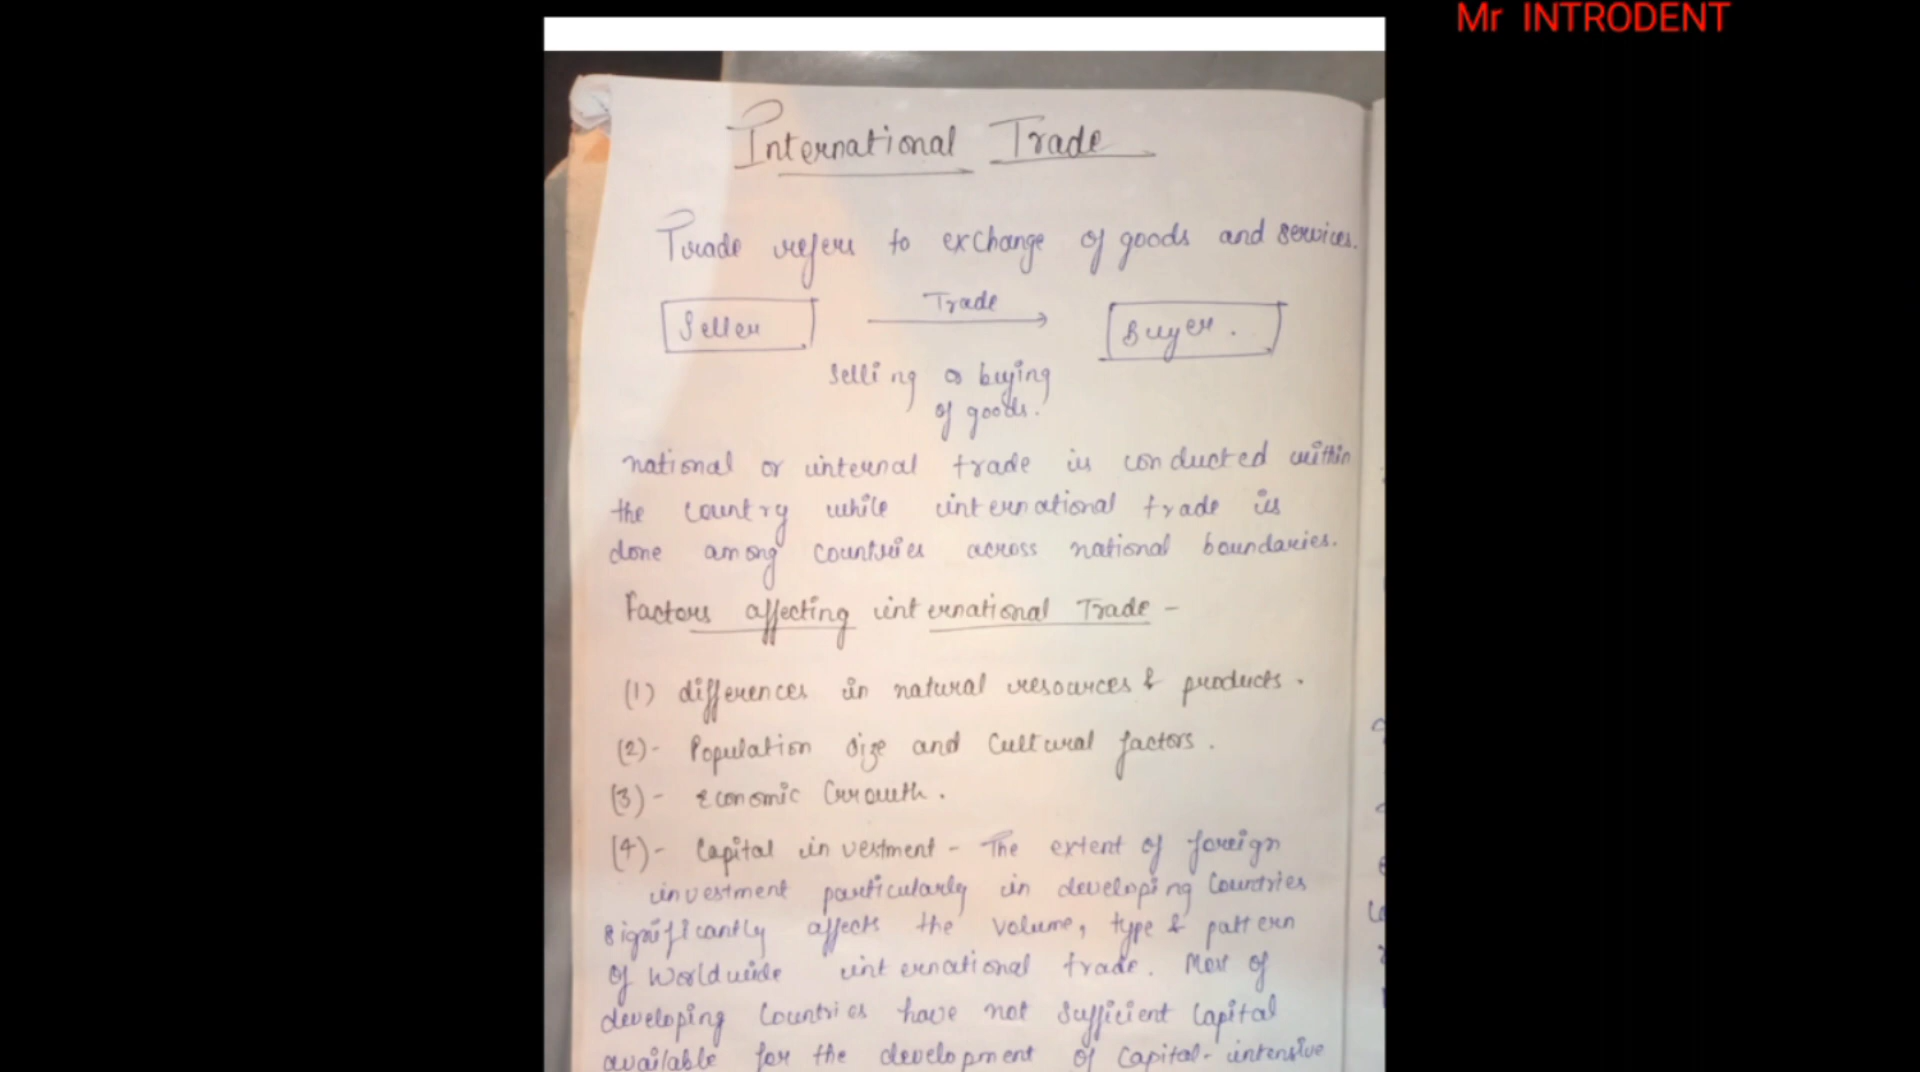 Mr INTRODENT
International Trade
Trade refers to exchange of goods and services.
Seller
Trade
Buyer.
Selling or buying
of goods.
national or internal trade is conducted within
the country while international trade is
done among countries across national boundaries.
Factors affecting international Trade -
(1) differences in natural resources & products.
(2)- Population size and Cultural factors.
(3)- Economic Growth.
(4)- Capital investment - The extent of foreign
investment particularly in developing Countries
significantly affects the volume, type & pattern
of worldwide international trade. Most of
developing Countries have not sufficient Capital
available for the development of Capital-intensive